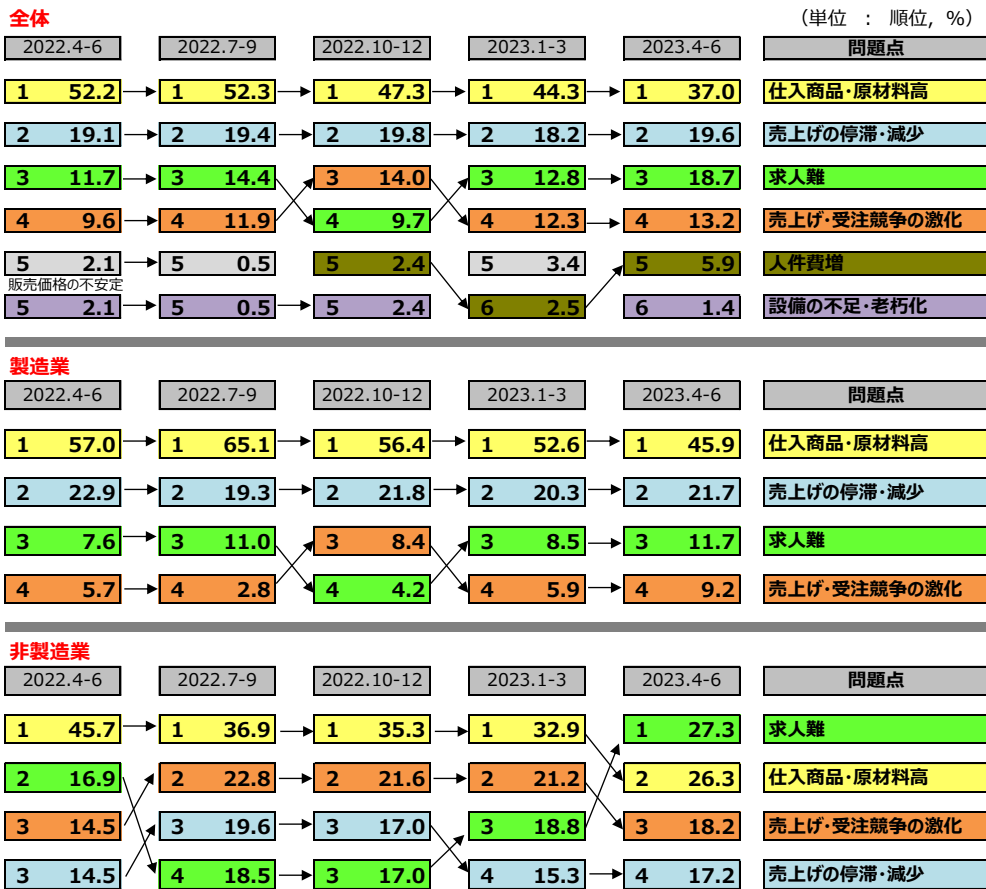 全体 （単位 ： 順位，％）
2022.4-6 2022.7-9 2022.10-12 2023.1-3 2023.4-6 問題点
1 52.2 1 52.3 1 47.3 1 44.3 1 37.0 仕入商品･原材料高
2 19.1 2 19.4 2 19.8 2 18.2 2 19.6 売上げの停滞･減少
3 11.7 3 14.4 3 14.0 3 12.8 3 18.7 求人難
4 9.6 4 11.9 4 9.7 4 12.3 4 13.2 売上げ･受注競争の激化
5 2.1 5 0.5 5 2.4 5 3.4 5 5.9 人件費増
販売価格の不安定
5 2.1 5 0.5 5 2.4 6 2.5 6 1.4 設備の不足･老朽化
製造業
2022.4-6 2022.7-9 2022.10-12 2023.1-3 2023.4-6 問題点
1 57.0 1 65.1 1 56.4 1 52.6 1 45.9 仕入商品･原材料高
2 22.9 2 19.3 2 21.8 2 20.3 2 21.7 売上げの停滞･減少
3 7.6 3 11.0 3 8.4 3 8.5 3 11.7 求人難
4 5.7 4 2.8 4 4.2 4 5.9 4 9.2 売上げ･受注競争の激化
非製造業
2022.4-6 2022.7-9 2022.10-12 2023.1-3 2023.4-6 問題点
1 45.7 1 36.9 1 35.3 1 32.9 1 27.3 求人難
2 16.9 2 22.8 2 21.6 2 21.2 2 26.3 仕入商品･原材料高
3 14.5 3 19.6 3 17.0 3 18.8 3 18.2 売上げ･受注競争の激化
3 14.5 4 18.5 3 17.0 4 15.3 4 17.2 売上げの停滞･減少